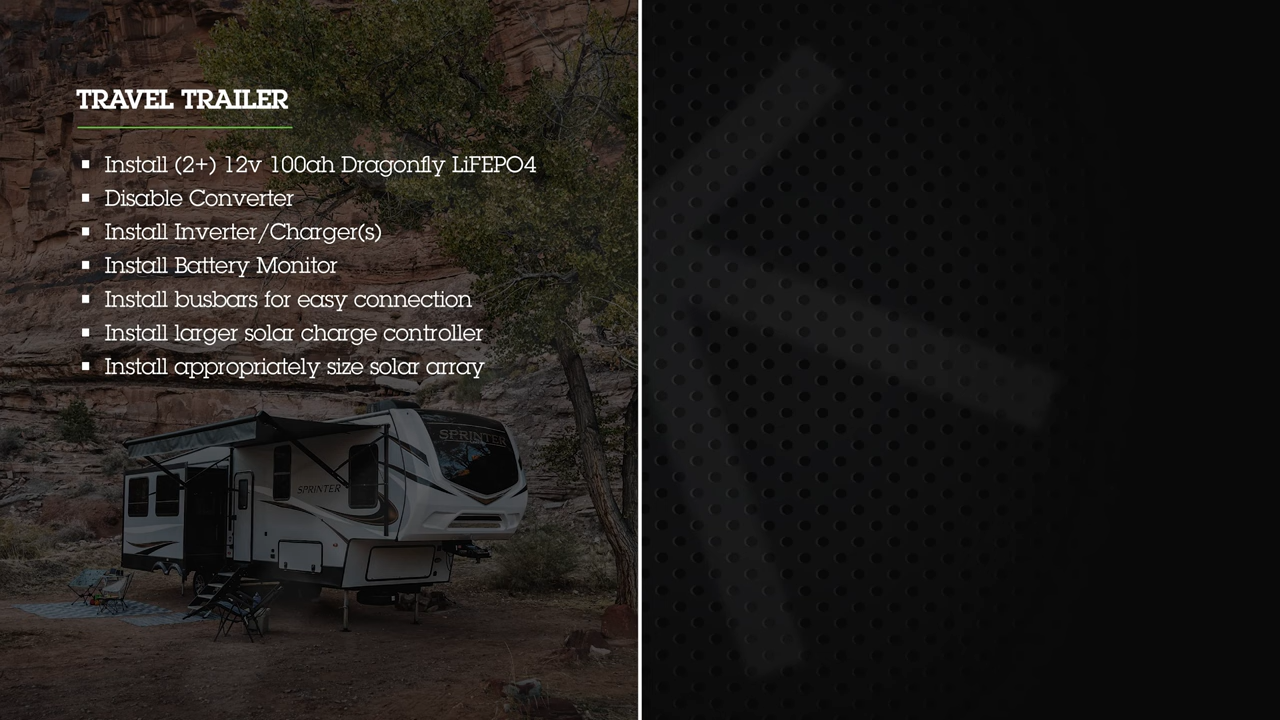 TRAVEL TRAILER
▪ Install (2+) 12v 100ah Dragonfly LiFEPO4
▪ Disable Converter
▪ Install Inverter/Charger(s)
▪ Install Battery Monitor
▪ Install busbars for easy connection
▪ Install larger solar charge controller
▪ Install appropriately size solar array
SPRINTER
SPRINTER